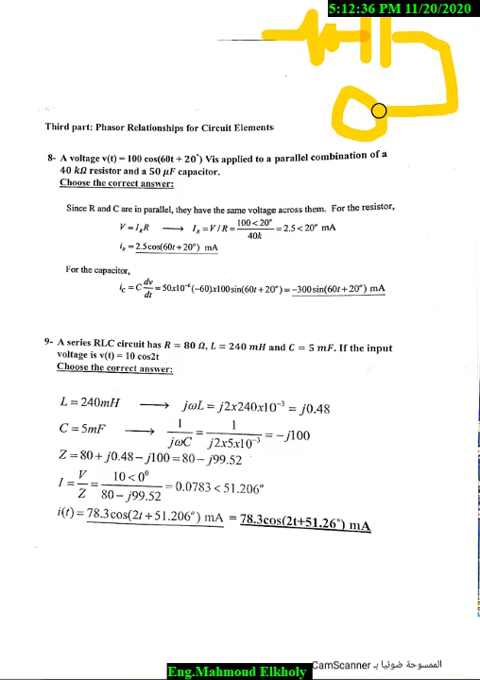 5:12:36 PM 11/20/2020
Third part: Phasor Relationships for Circuit Elements
8- A voltage v(t) = 100 cos(60t + 20°) Vis applied to a parallel combination of a
40 kΩ resistor and a 50 μF capacitor.
Choose the correct answer:
Since R and C are in parallel, they have the same voltage across them. For the resistor,
V = I_R R ⟶ I_R = V / R = 100 < 20° / 40k = 2.5 < 20° mA
i_R = 2.5cos(60t + 20°) mA
For the capacitor,
i_C = C dv/dt = 50x10⁻⁶(−60)x100sin(60t + 20°) = −300sin(60t + 20°) mA
9- A series RLC circuit has R = 80 Ω, L = 240 mH and C = 5 mF. If the input
voltage is v(t) = 10 cos2t
Choose the correct answer:
L = 240mH ⟶ jωL = j2x240x10⁻³ = j0.48
C = 5mF ⟶ 1/jωC = 1/j2x5x10⁻³ = −j100
Z = 80 + j0.48 − j100 = 80 − j99.52
I = V/Z = 10 < 0⁰ / 80 − j99.52 = 0.0783 < 51.206°
i(t) = 78.3cos(2t + 51.206°) mA = 78.3cos(2t+51.26°) mA
الممسوحة ضوئيا بـ CamScanner
Eng.Mahmoud Elkholy